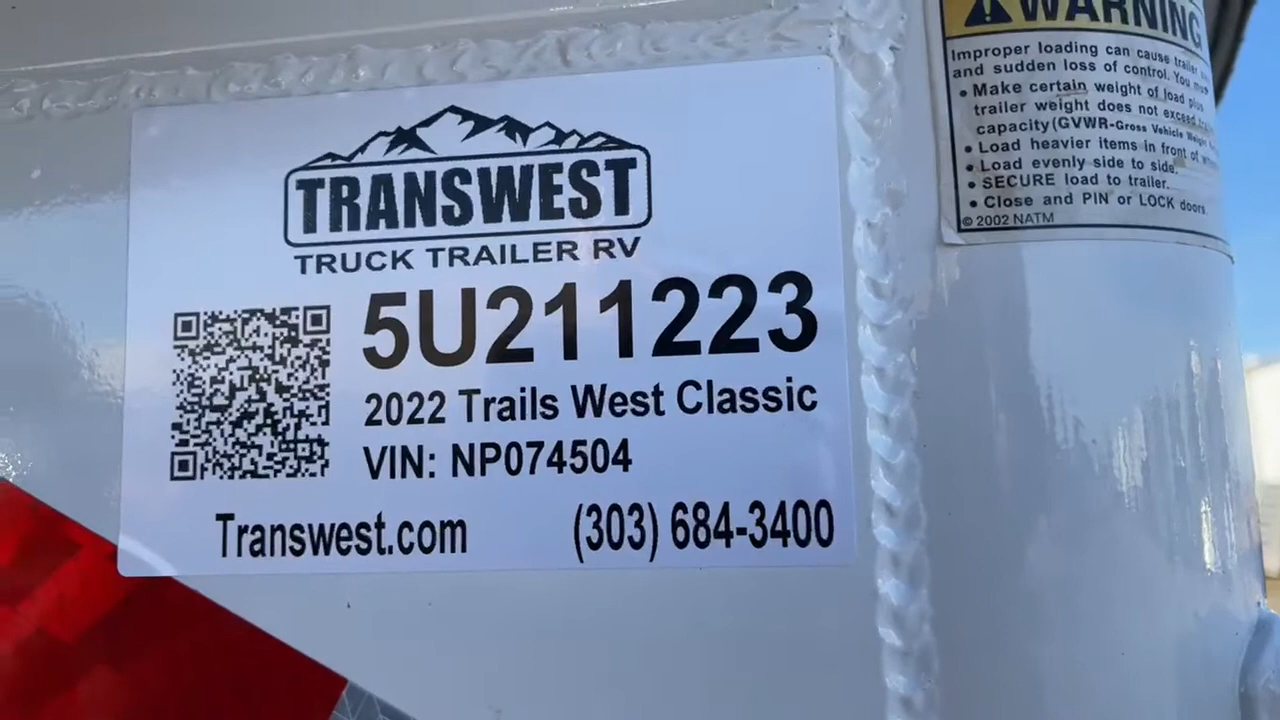 TRANSWEST
TRUCK TRAILER RV
5U211223
2022 Trails West Classic
VIN: NP074504
Transwest.com
(303) 684-3400
WARNING
Improper loading can cause trailer
and sudden loss of control. You
• Make certain weight of load plus
trailer weight does not exceed
capacity (GVWR-Gross Vehicle Weight
• Load heavier items in front of
• Load evenly side to side.
• SECURE load to trailer.
• Close and PIN or LOCK doors
© 2002 NATM